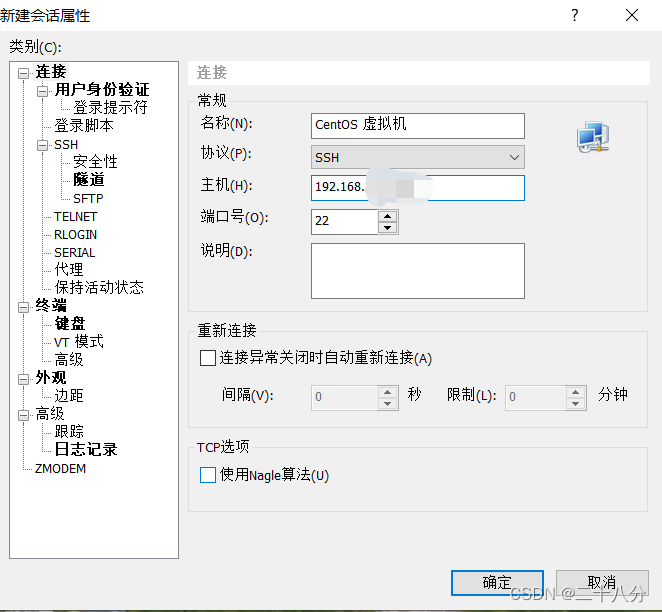 新建会话属性
类别(C):
连接
用户身份验证
登录提示符
登录脚本
SSH
安全性
隧道
SFTP
TELNET
RLOGIN
SERIAL
代理
保持活动状态
终端
键盘
VT 模式
高级
外观
边距
高级
跟踪
日志记录
ZMODEM
连接
常规
名称(N):
CentOS 虚拟机
协议(P):
SSH
主机(H):
192.168.
端口号(O):
22
说明(D):
重新连接
连接异常关闭时自动重新连接(A)
间隔(V):
0
秒
限制(L):
0
分钟
TCP选项
使用Nagle算法(U)
确定
取消
CSDN @二十八分